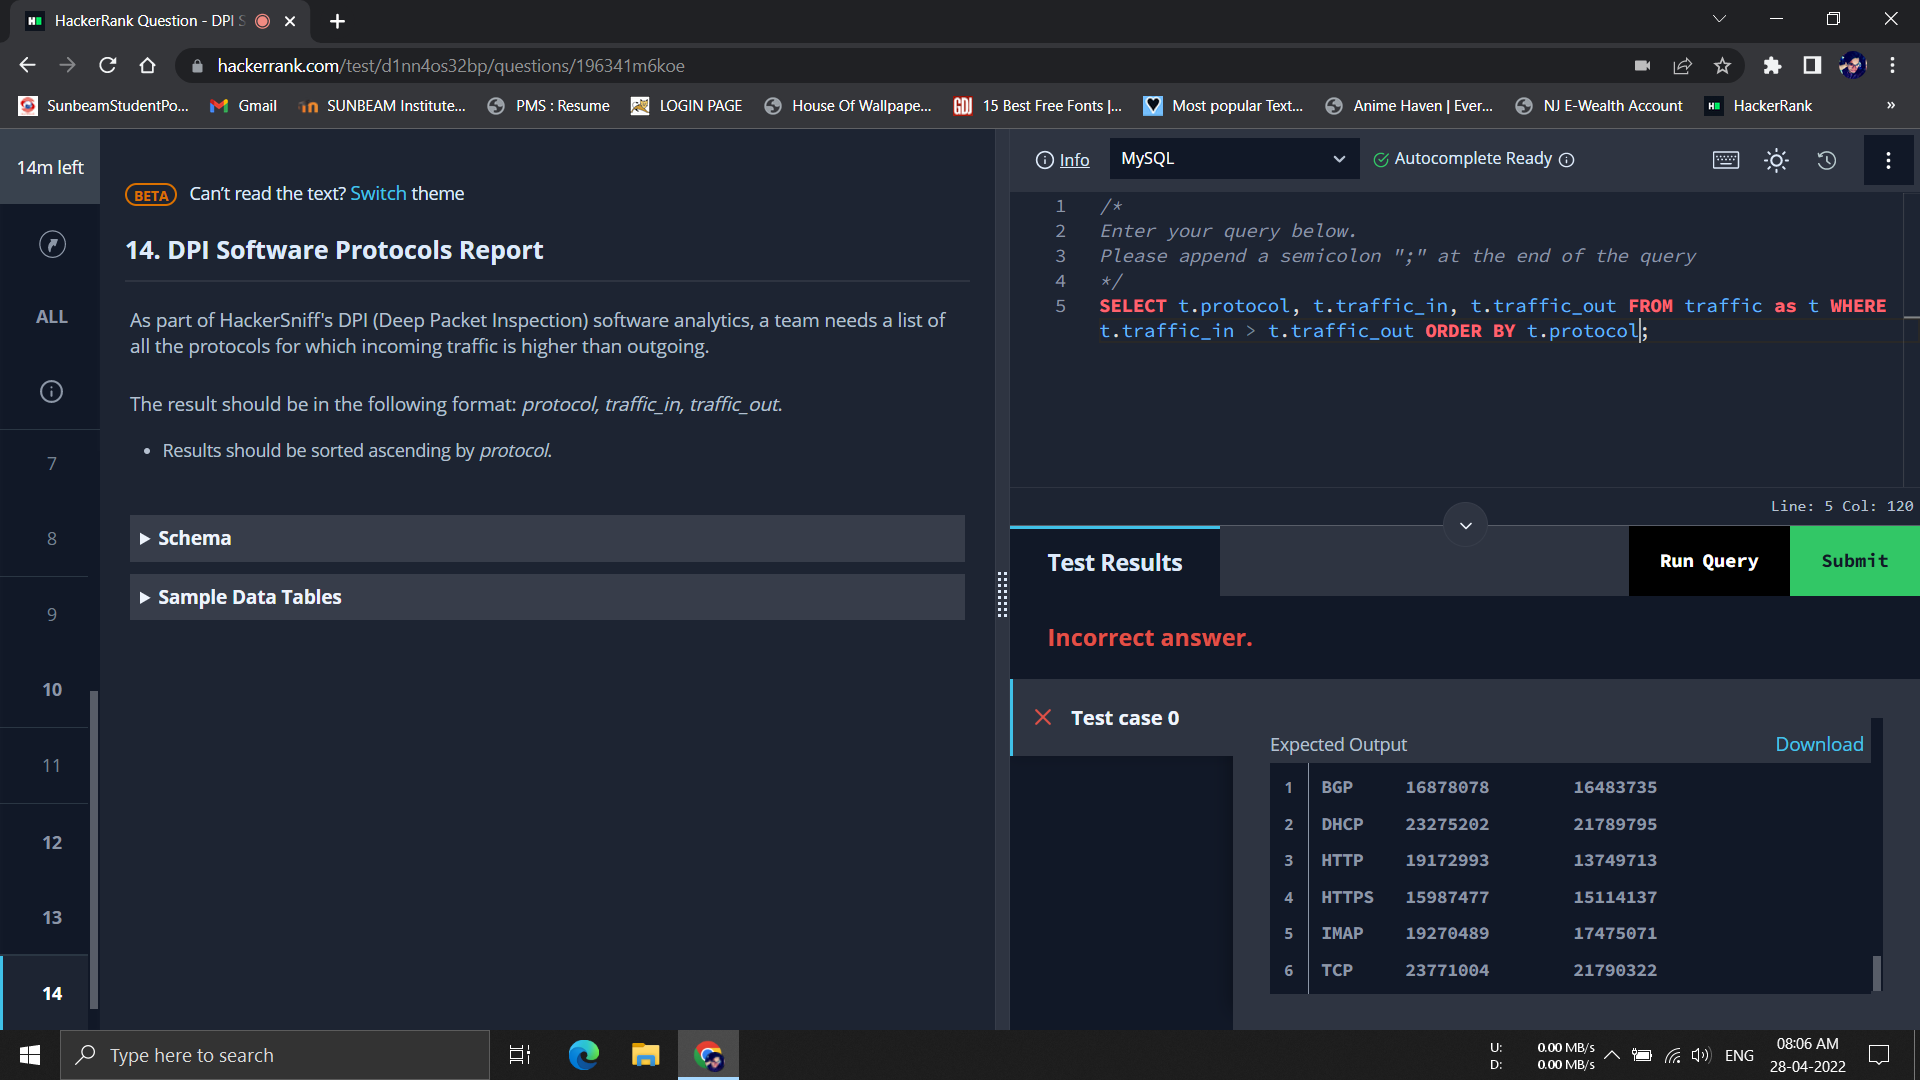 HackerRank Question - DPI S
hackerrank.com/test/d1nn4os32bp/questions/196341m6koe
SunbeamStudentPo...
Gmail
SUNBEAM Institute...
PMS : Resume
LOGIN PAGE
House Of Wallpape...
15 Best Free Fonts |...
Most popular Text...
Anime Haven | Ever...
NJ E-Wealth Account
HackerRank
»
14m left
ALL
7
8
9
10
11
12
13
14
BETA Can't read the text? Switch theme
14. DPI Software Protocols Report
As part of HackerSniff's DPI (Deep Packet Inspection) software analytics, a team needs a list of
all the protocols for which incoming traffic is higher than outgoing.
The result should be in the following format: protocol, traffic_in, traffic_out.
• Results should be sorted ascending by protocol.
Schema
Sample Data Tables
Info
MySQL
Autocomplete Ready
1 /*
2 Enter your query below.
3 Please append a semicolon ";" at the end of the query
4 */
5 SELECT t.protocol, t.traffic_in, t.traffic_out FROM traffic as t WHERE
t.traffic_in > t.traffic_out ORDER BY t.protocol;
Line: 5 Col: 120
Test Results
Run Query
Submit
Incorrect answer.
Test case 0
Expected Output
Download
1 BGP 16878078 16483735
2 DHCP 23275202 21789795
3 HTTP 19172993 13749713
4 HTTPS 15987477 15114137
5 IMAP 19270489 17475071
6 TCP 23771004 21790322
Type here to search
U: 0.00 MB/s
D: 0.00 MB/s
ENG
08:06 AM
28-04-2022